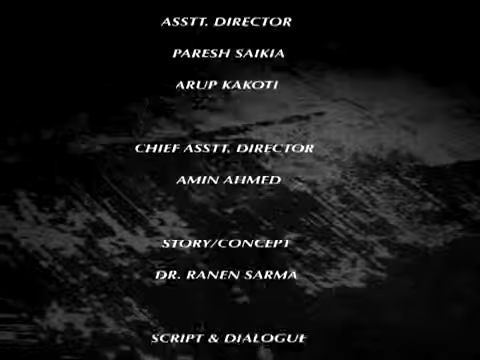 ASSTT. DIRECTOR
PARESH SAIKIA
ARUP KAKOTI
CHIEF ASSTT. DIRECTOR
AMIN AHMED
STORY/CONCEPT
DR. RANEN SARMA
SCRIPT & DIALOGUE